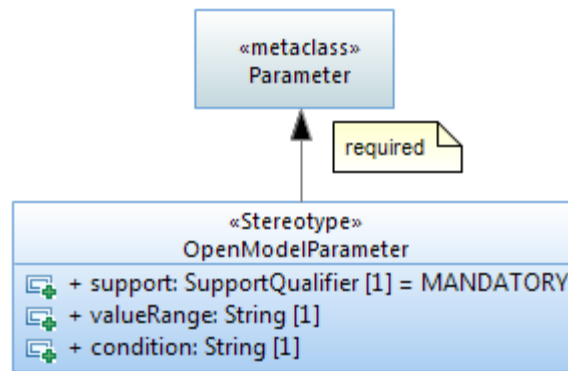 «metaclass»
Parameter
required
«Stereotype»
OpenModelParameter
+ support: SupportQualifier [1] = MANDATORY
+ valueRange: String [1]
+ condition: String [1]